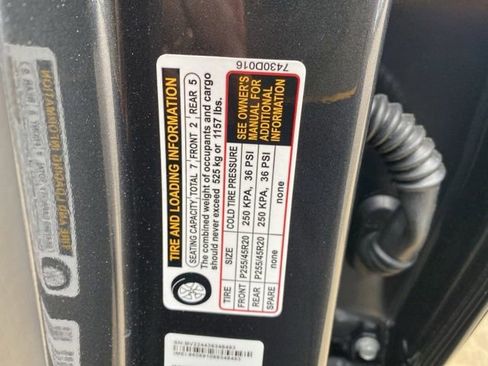 7430D016
TIRE AND LOADING INFORMATION
SEATING CAPACITY TOTAL 7 FRONT 2 REAR 5
The combined weight of occupants and cargo
should never exceed 525 kg or 1157 lbs.
TIRE SIZE COLD TIRE PRESSURE
FRONT P255/45R20 250 KPA, 36 PSI
REAR P255/45R20 250 KPA, 36 PSI
SPARE none none
SEE OWNER'S
MANUAL FOR
ADDITIONAL
INFORMATION